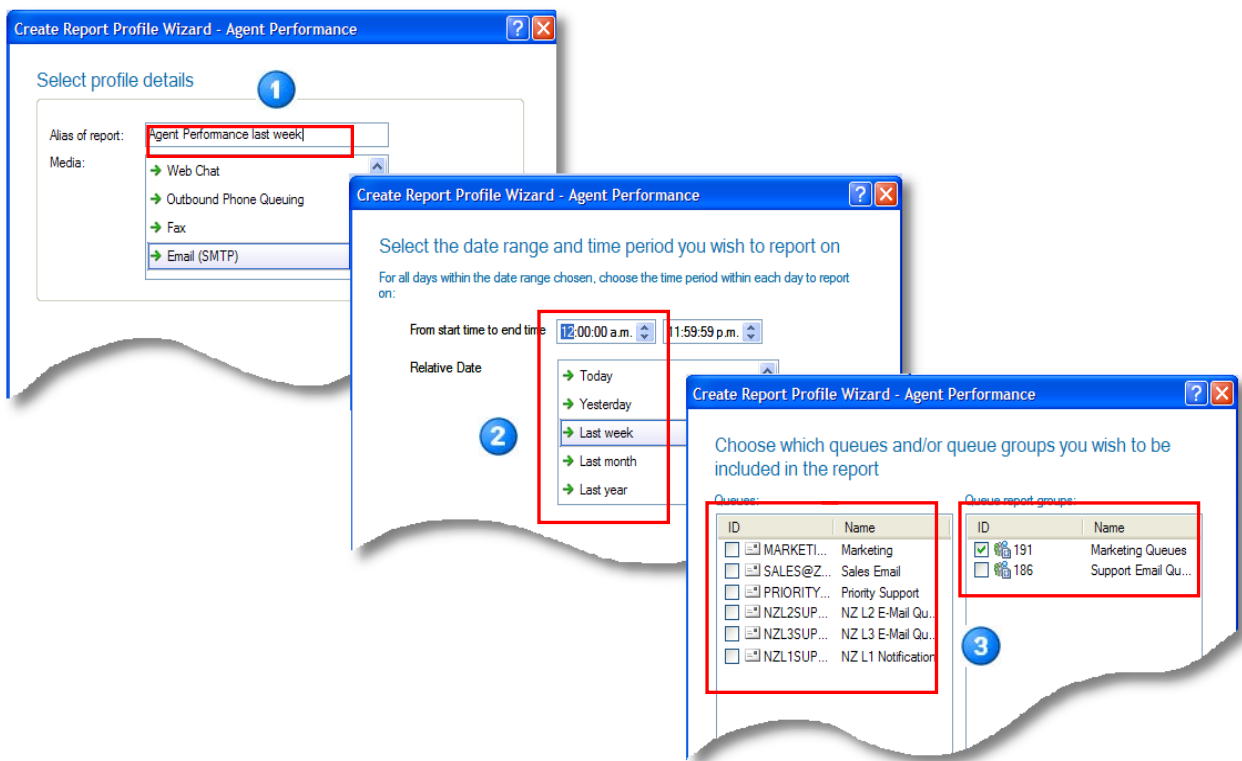 Create Report Profile Wizard - Agent Performance
Select profile details
1
Alias of report: Agent Performance last week
Media:
Web Chat
Outbound Phone Queuing
Fax
Email (SMTP)
Create Report Profile Wizard - Agent Performance
Select the date range and time period you wish to report on
For all days within the date range chosen, choose the time period within each day to report
on:
From start time to end time 12:00:00 a.m. 11:59:59 p.m.
Relative Date
Today
Yesterday
2
Last week
Last month
Last year
Create Report Profile Wizard - Agent Performance
Choose which queues and/or queue groups you wish to be
included in the report
Queues: Queue report groups:
ID Name ID Name
MARKETI... Marketing 191 Marketing Queues
SALES@Z... Sales Email 186 Support Email Qu...
PRIORITY... Priority Support
NZL2SUP... NZ L2 E-Mail Qu..
NZL3SUP... NZ L3 E-Mail Qu..
NZL1SUP... NZ L1 Notification
3